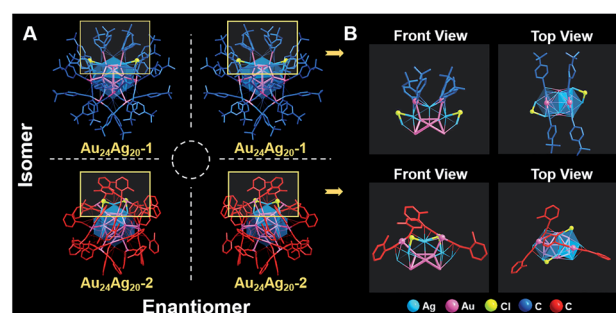 A
B
Front View
Top View
Au₂₄Ag₂₀-1
Au₂₄Ag₂₀-1
Isomer
Front View
Top View
Au₂₄Ag₂₀-2
Au₂₄Ag₂₀-2
Enantiomer
Ag
Au
Cl
C
C